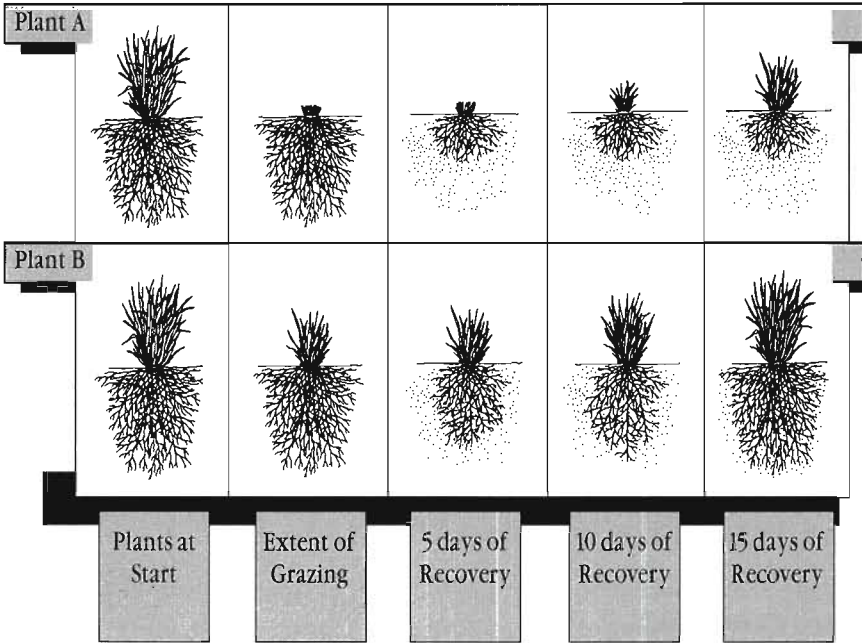 Plant A
Plant B
Plants at
Start
Extent of
Grazing
5 days of
Recovery
10 days of
Recovery
15 days of
Recovery